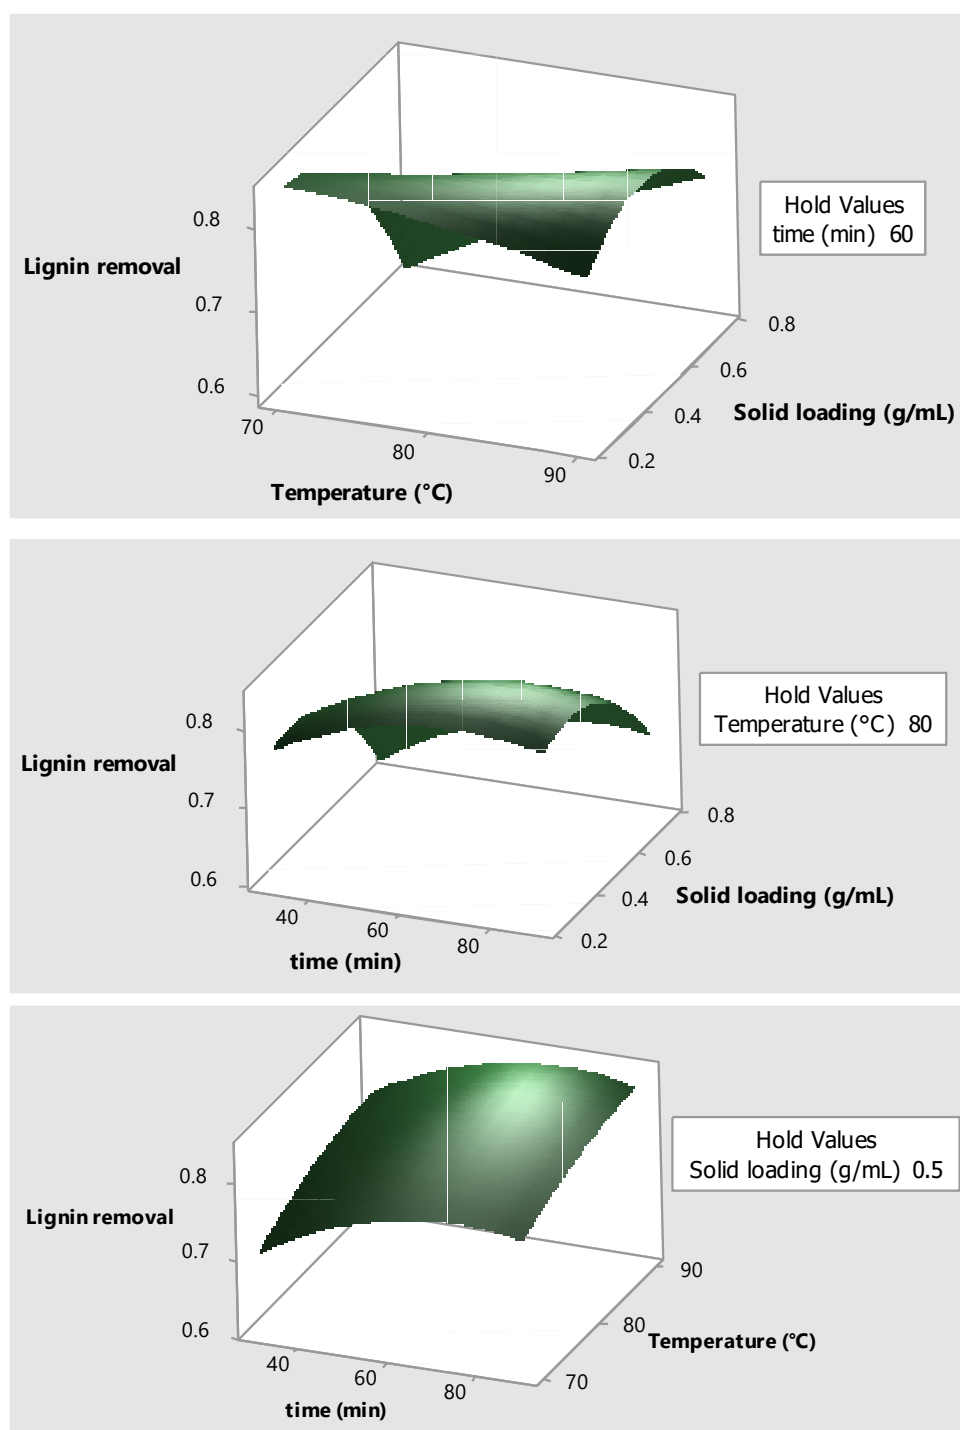 Hold Values
time (min) 60
0.8
Lignin removal
0.7
0.6
70
80
90
Temperature (°C)
0.8
0.6
0.4
0.2
Solid loading (g/mL)
Hold Values
Temperature (°C) 80
0.8
Lignin removal
0.7
0.6
40
60
80
time (min)
0.8
0.6
0.4
0.2
Solid loading (g/mL)
Hold Values
Solid loading (g/mL) 0.5
0.8
Lignin removal
0.7
0.6
40
60
80
time (min)
90
80
70
Temperature (°C)